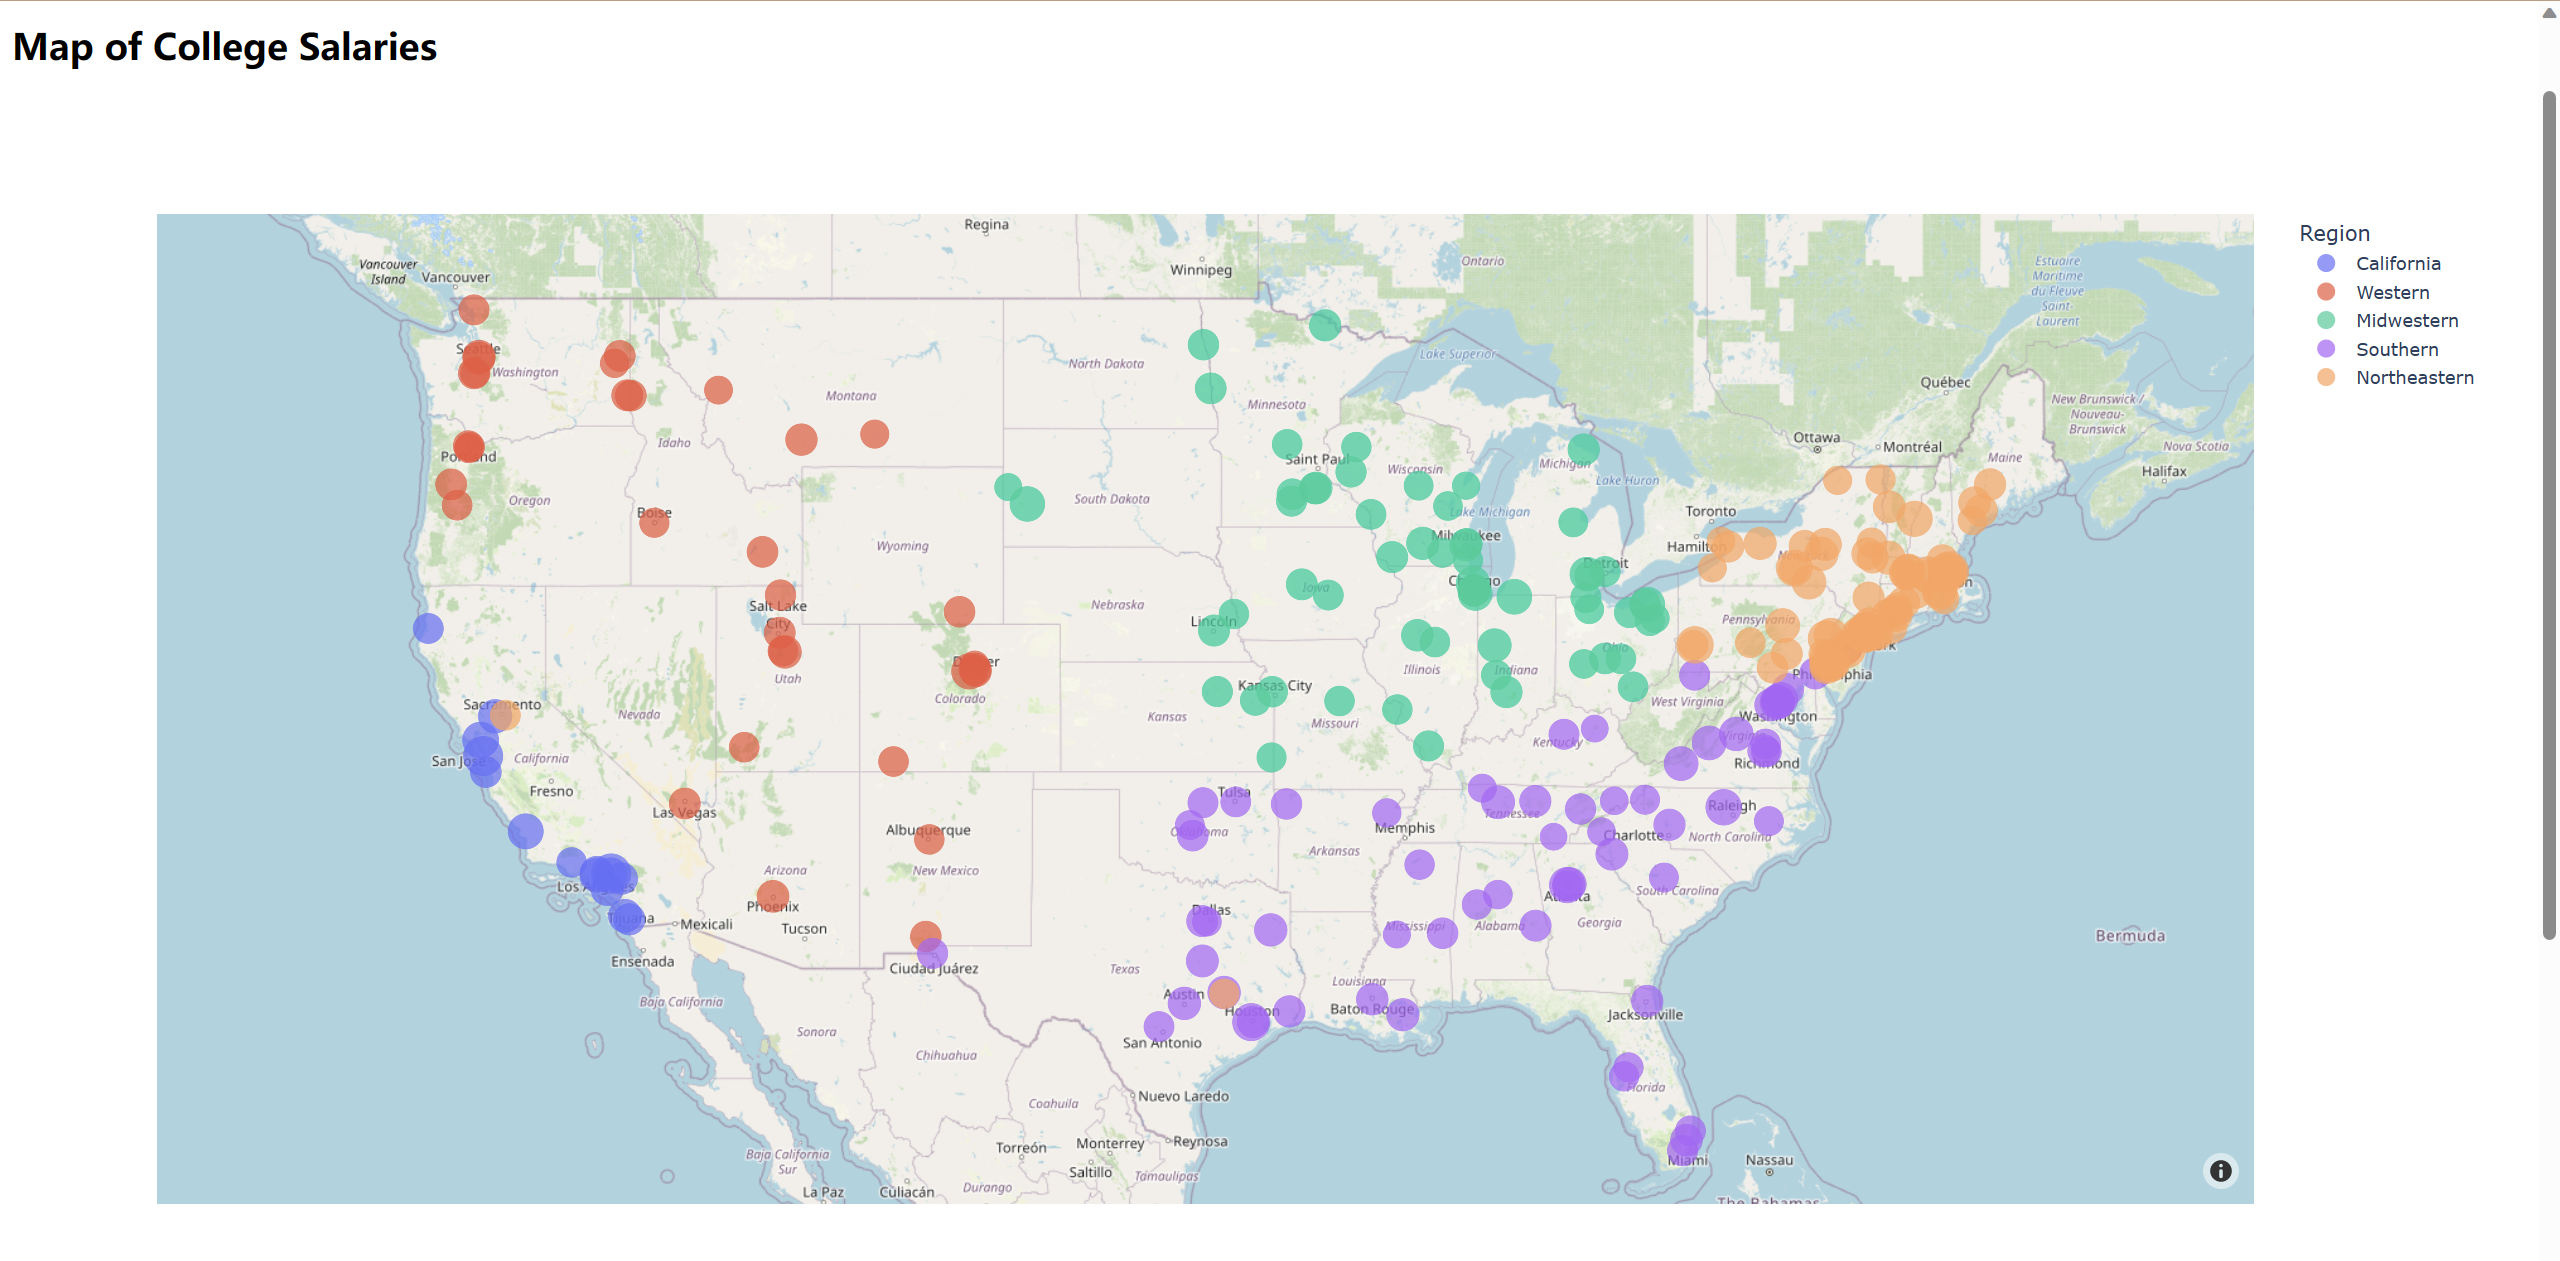 Map of College Salaries
Region
California
Western
Midwestern
Southern
Northeastern
Regina
Winnipeg
Ontario
Vancouver
Island
Vancouver
Estuaire
Maritime
du Fleuve
Saint-
Laurent
Seattle
Washington
North Dakota
Lake Superior
Québec
Montana
Minnesota
New Brunswick /
Nouveau-
Brunswick
Idaho
Ottawa
Montréal
Nova Scotia
Portland
Saint Paul
Wisconsin
Michigan
Maine
Halifax
Oregon
South Dakota
Lake Huron
Boise
Lake Michigan
Toronto
Wyoming
Milwaukee
Hamilton
Detroit
Chicago
Iowa
Salt Lake
City
Nebraska
Lincoln
Pennsylvania
Ohio
Denver
Illinois
Indiana
Utah
Philadelphia
Colorado
Kansas City
Sacramento
Nevada
Kansas
Missouri
West Virginia
Washington
Kentucky
Virginia
San Jose
California
Richmond
Fresno
Tulsa
Las Vegas
Raleigh
Tennessee
Albuquerque
Oklahoma
Memphis
Charlotte
North Carolina
Arkansas
Arizona
New Mexico
Los Angeles
South Carolina
Atlanta
Phoenix
Dallas
Tijuana
Mexicali
Tucson
Mississippi
Alabama
Georgia
Bermuda
Ensenada
Ciudad Juárez
Texas
Louisiana
Baja California
Austin
Houston
Baton Rouge
Jacksonville
Sonora
San Antonio
Chihuahua
Florida
Coahuila
Nuevo Laredo
Torreón
Monterrey
Reynosa
Baja California
Sur
Miami
Nassau
Saltillo
Tamaulipas
La Paz
Culiacán
Durango
The Bahamas